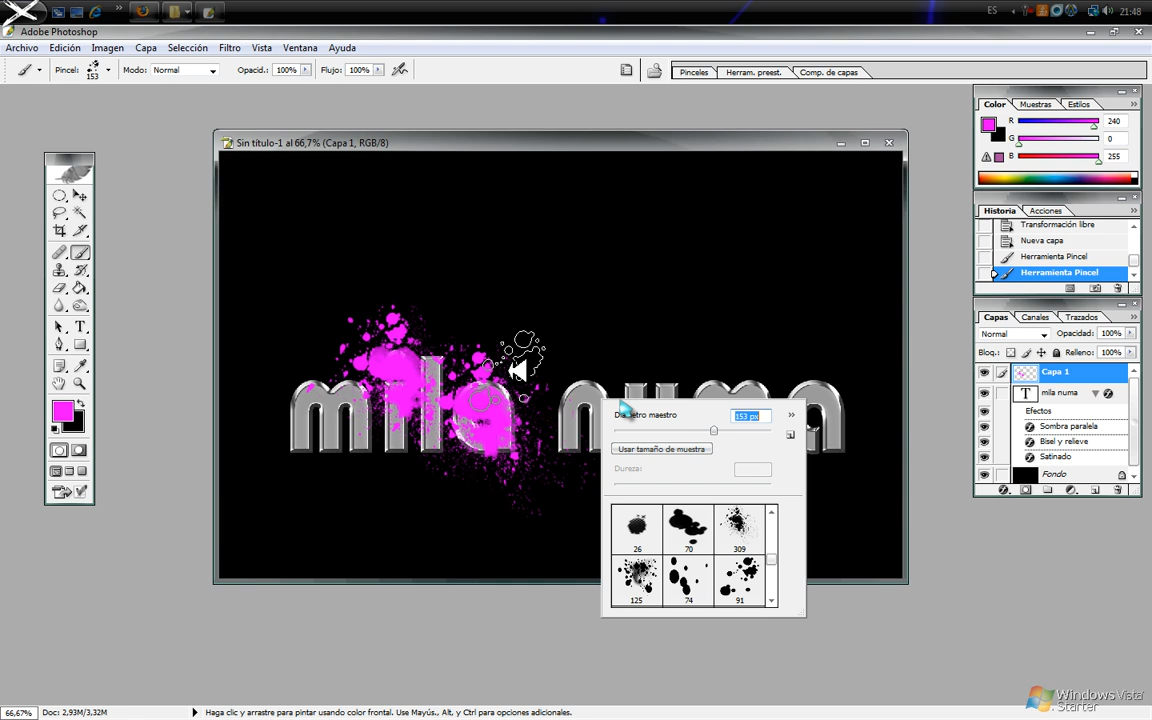 ES
21:48
Adobe Photoshop
Archivo Edición Imagen Capa Selección Filtro Vista Ventana Ayuda
Pincel: 153 Modo: Normal Opacid.: 100% Flujo: 100%
Pinceles Herram. preest. Comp. de capas
Sin título-1 al 66,7% (Capa 1, RGB/8)
Color Muestras Estilos
R 240
G 0
B 255
Historia Acciones
Transformación libre
Nueva capa
Herramienta Pincel
Herramienta Pincel
Capas Canales Trazados
Normal Opacidad: 100%
Bloq.: Relleno: 100%
Capa 1
T mila numa
Efectos
Sombra paralela
Bisel y relieve
Satinado
Fondo
mila numa
maestro 153 px
Usar tamaño de muestra
Dureza:
26 70 309
125 74 91
66,67% Doc: 2,93M/3,32M Haga clic y arrastre para pintar usando color frontal. Use Mayús., Alt, y Ctrl para opciones adicionales.
Windows Vista
Starter